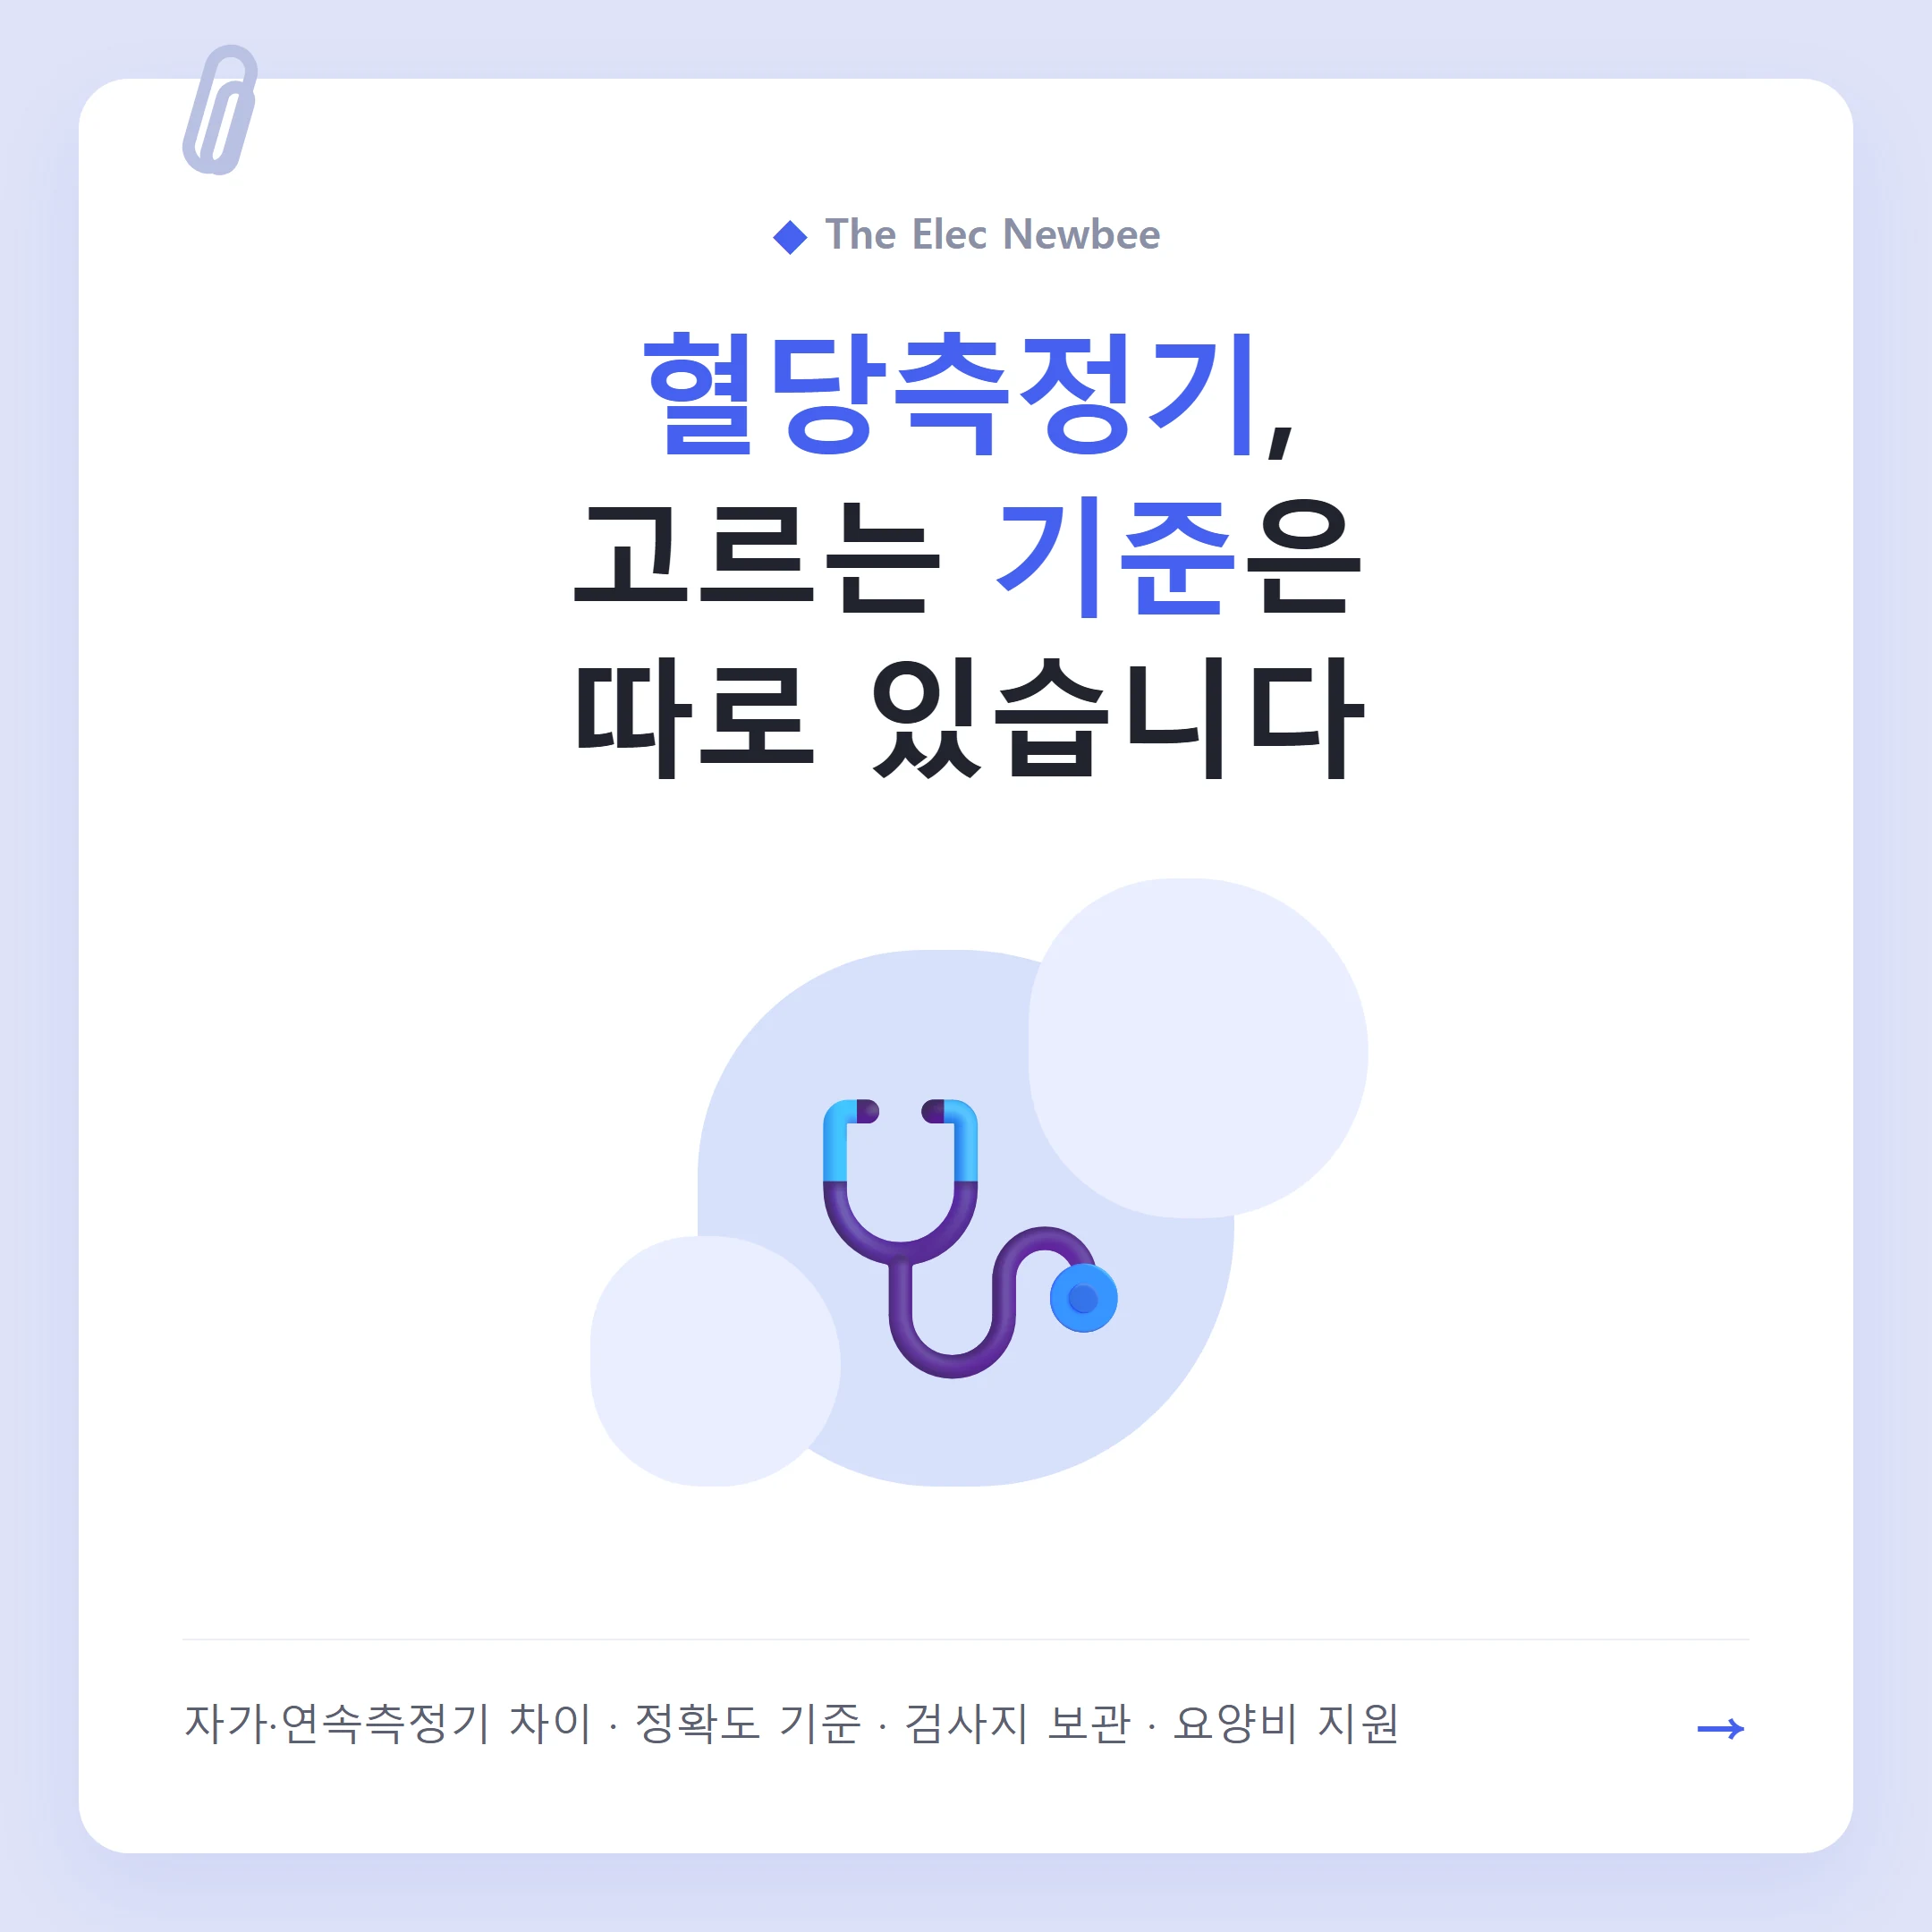 ◆ The Elec Newbee
혈당측정기,
고르는 기준은
따로 있습니다
자가·연속측정기 차이 · 정확도 기준 · 검사지 보관 · 요양비 지원 →